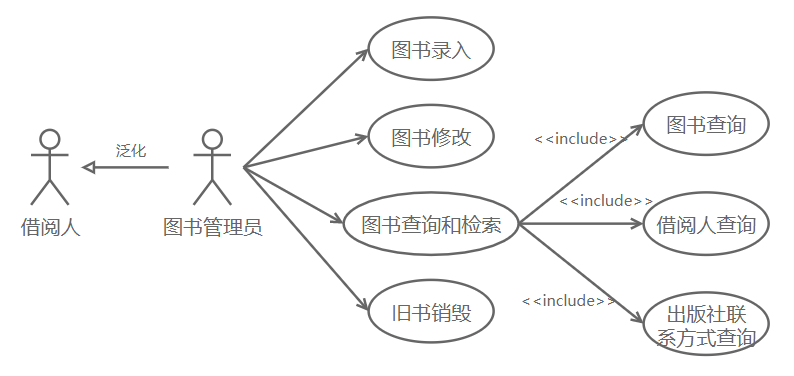 图书录入
图书修改
图书查询
<<include>>
泛化
<<include>>
借阅人
图书管理员
图书查询和检索
借阅人查询
<<include>>
旧书销毁
出版社联
系方式查询